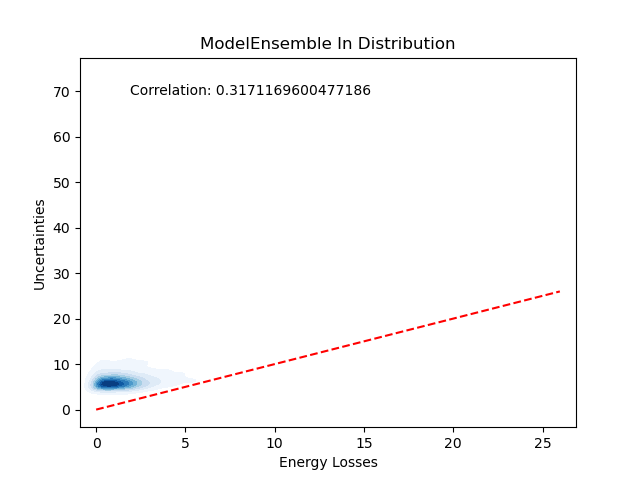 ModelEnsemble In Distribution
Correlation: 0.3171169600477186
Uncertainties
70
60
50
40
30
20
10
0
0 5 10 15 20 25
Energy Losses